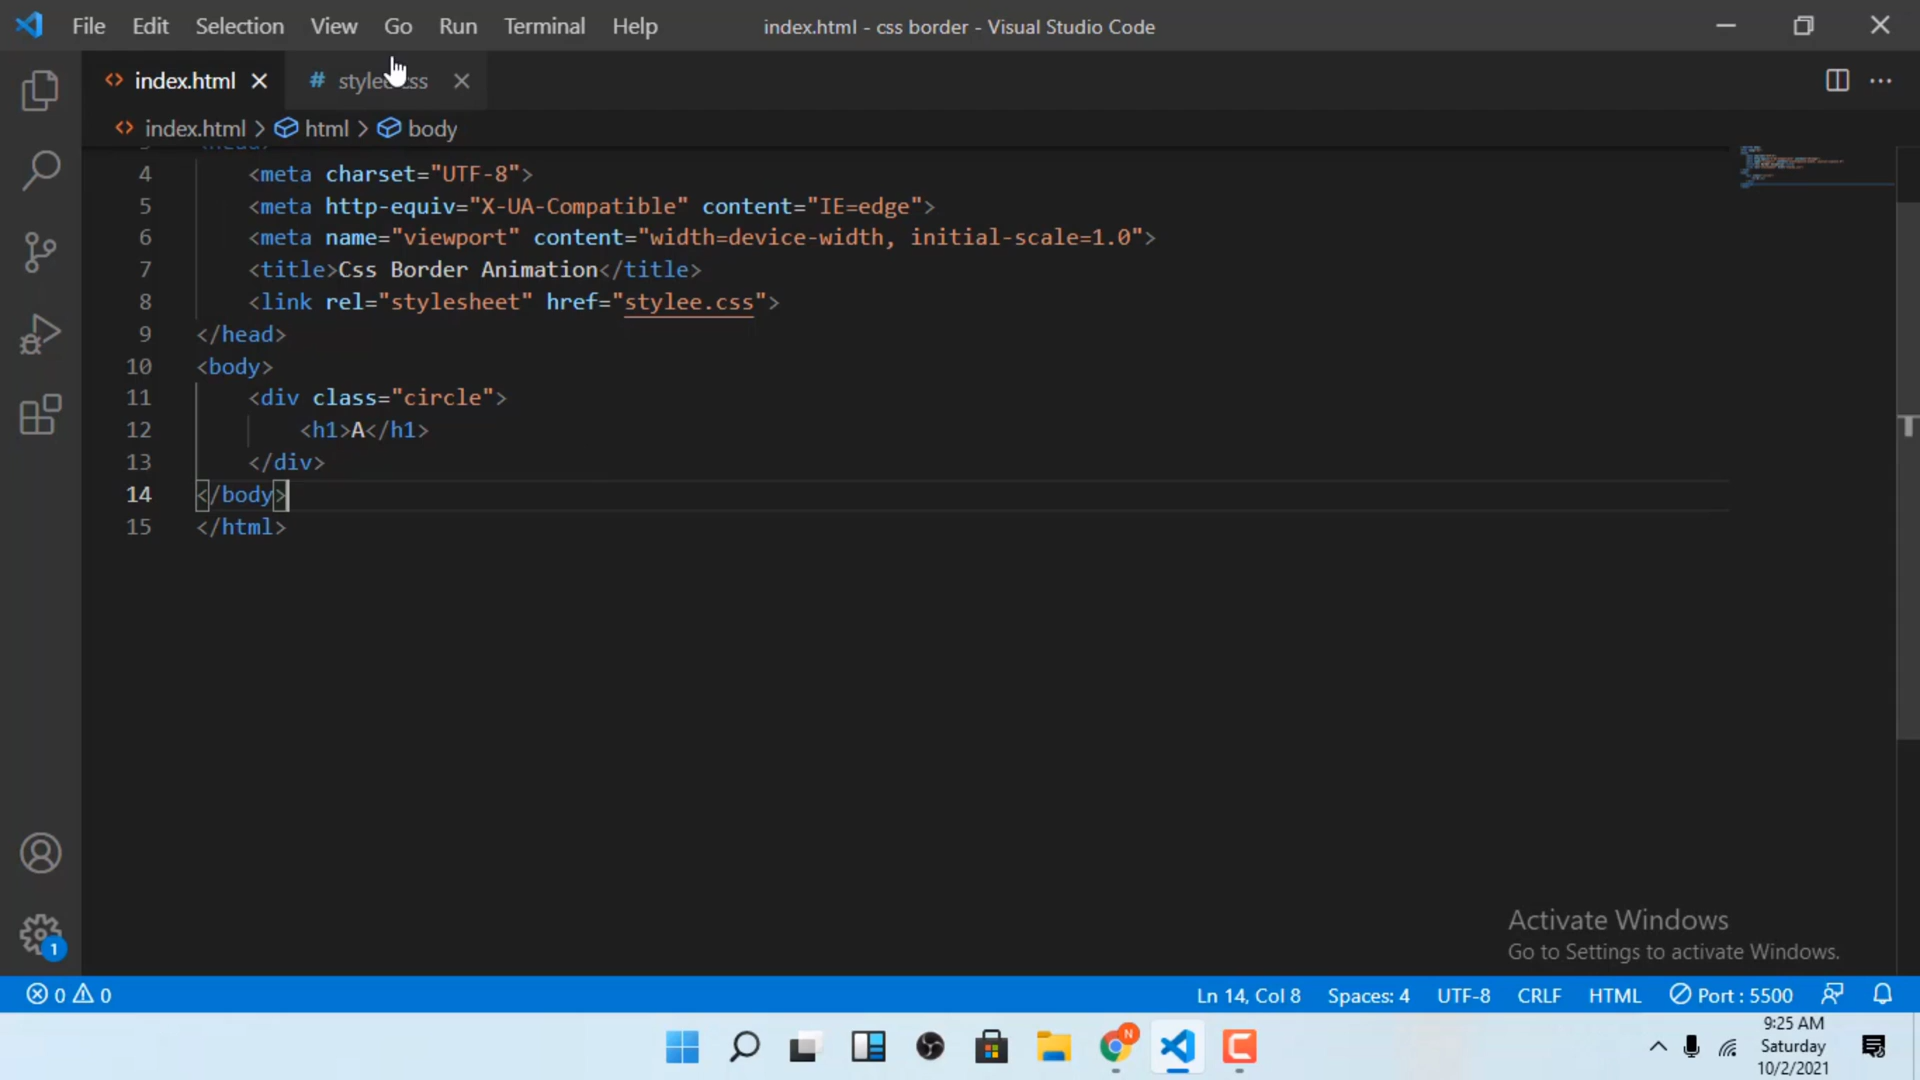 File Edit Selection View Go Run Terminal Help index.html - css border - Visual Studio Code
index.html stylee.css
index.html > html > body
3 <head>
4 <meta charset="UTF-8">
5 <meta http-equiv="X-UA-Compatible" content="IE=edge">
6 <meta name="viewport" content="width=device-width, initial-scale=1.0">
7 <title>Css Border Animation</title>
8 <link rel="stylesheet" href="stylee.css">
9 </head>
10 <body>
11 <div class="circle">
12 <h1>A</h1>
13 </div>
14 </body>
15 </html>
1
Activate Windows
Go to Settings to activate Windows.
0 0 Ln 14, Col 8 Spaces: 4 UTF-8 CRLF HTML Port : 5500
N
9:25 AM
Saturday
10/2/2021